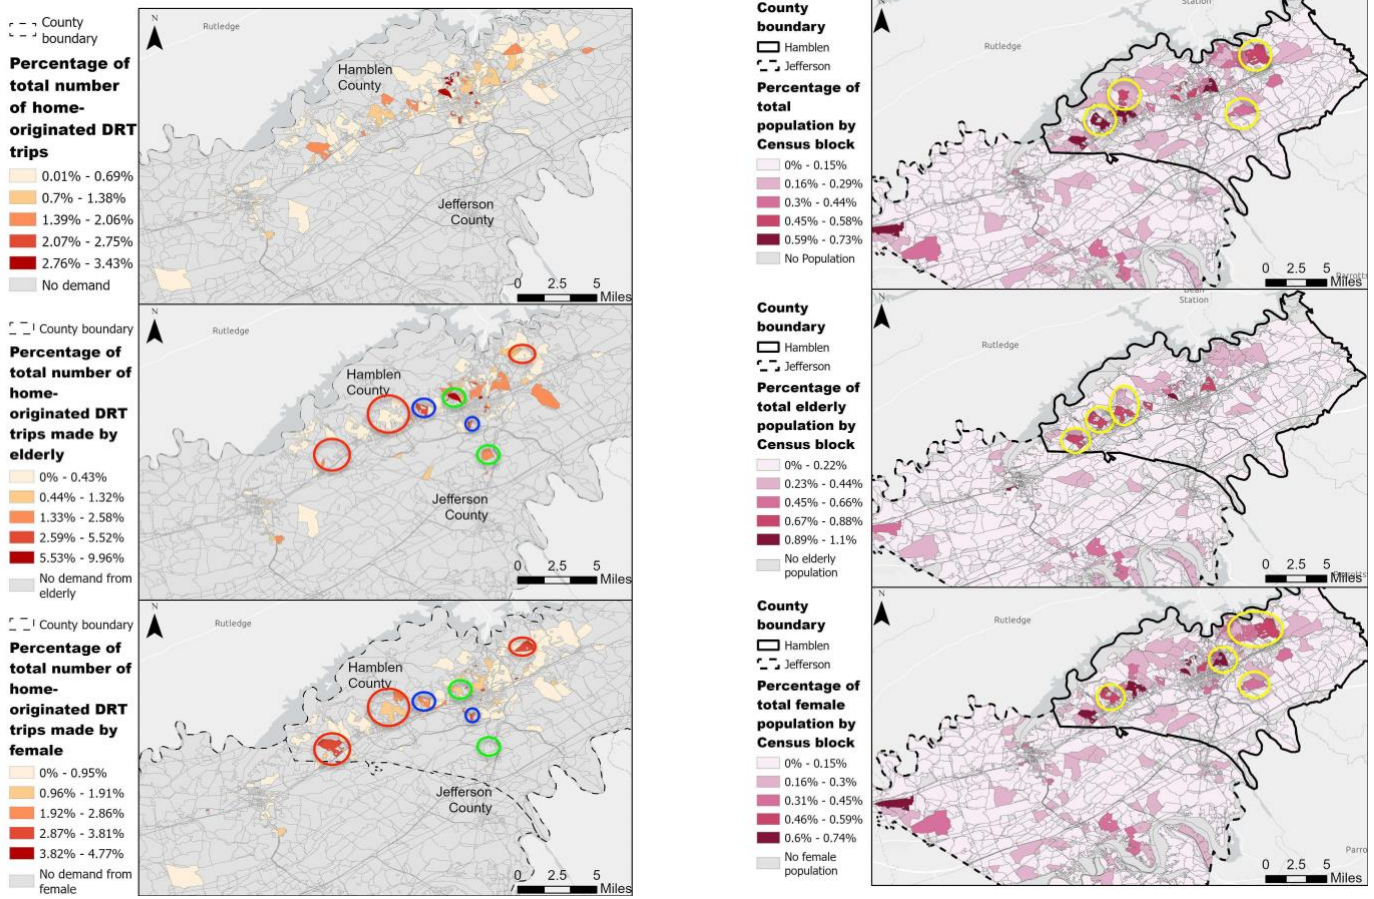 County
boundary
Percentage of
total number
of home-
originated DRT
trips
0.01% - 0.69%
0.7% - 1.38%
1.39% - 2.06%
2.07% - 2.75%
2.76% - 3.43%
No demand
N
Rutledge
Hamblen
County
Jefferson
County
0 2.5 5
Miles
County boundary
Percentage of
total number of
home-
originated DRT
trips made by
elderly
0% - 0.43%
0.44% - 1.32%
1.33% - 2.58%
2.59% - 5.52%
5.53% - 9.96%
No demand from
elderly
N
Rutledge
Hamblen
County
Jefferson
County
0 2.5 5
Miles
County boundary
Percentage of
total number of
home-
originated DRT
trips made by
female
0% - 0.95%
0.96% - 1.91%
1.92% - 2.86%
2.87% - 3.81%
3.82% - 4.77%
No demand from
female
N
Rutledge
Hamblen
County
Jefferson
County
0 2.5 5
Miles
County
boundary
Hamblen
Jefferson
Percentage of
total
population by
Census block
0% - 0.15%
0.16% - 0.29%
0.3% - 0.44%
0.45% - 0.58%
0.59% - 0.73%
No Population
N
Station
Rutledge
0 2.5 5
Miles
County
boundary
Hamblen
Jefferson
Percentage of
total elderly
population by
Census block
0% - 0.22%
0.23% - 0.44%
0.45% - 0.66%
0.67% - 0.88%
0.89% - 1.1%
No elderly
population
N
Station
Rutledge
0 2.5 5
Miles
County
boundary
Hamblen
Jefferson
Percentage of
total female
population by
Census block
0% - 0.15%
0.16% - 0.3%
0.31% - 0.45%
0.46% - 0.59%
0.6% - 0.74%
No female
population
N
Rutledge
Parro
0 2.5 5
Miles